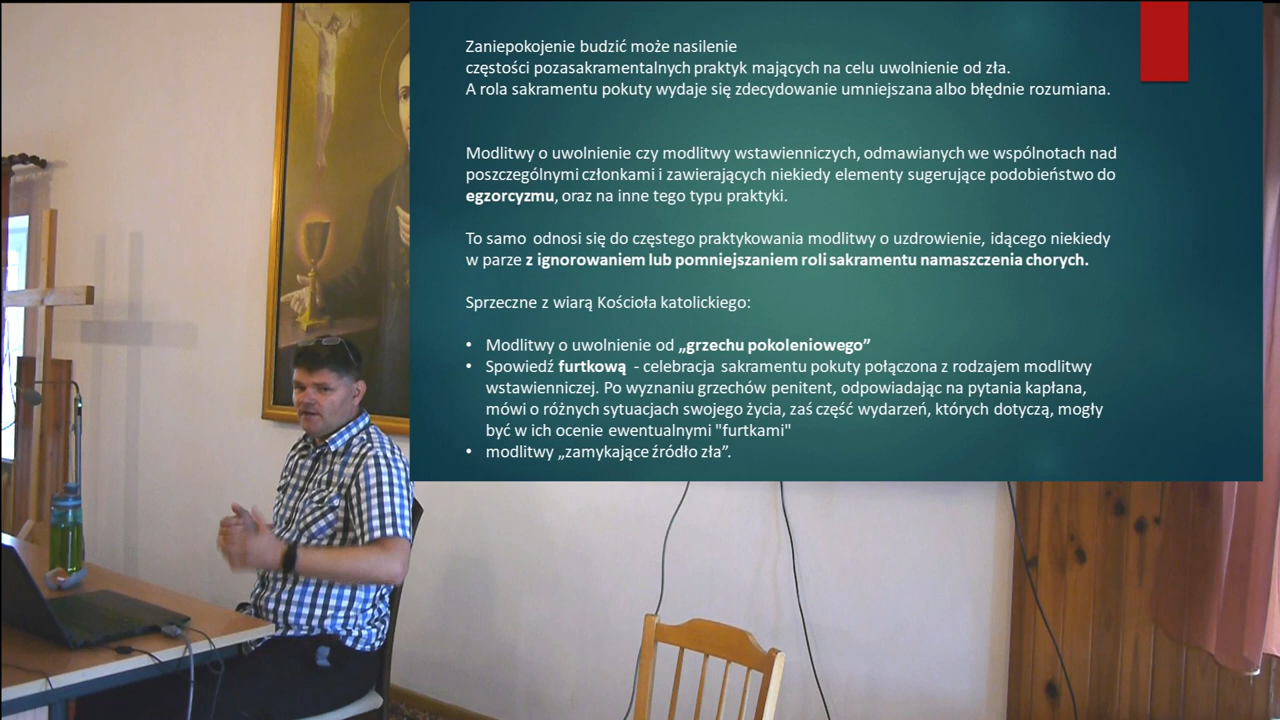 Zaniepokojenie budzić może nasilenie
częstości pozasakramentalnych praktyk mających na celu uwolnienie od zła.
A rola sakramentu pokuty wydaje się zdecydowanie umniejszana albo błędnie rozumiana.
Modlitwy o uwolnienie czy modlitwy wstawienniczych, odmawianych we wspólnotach nad
poszczególnymi członkami i zawierających niekiedy elementy sugerujące podobieństwo do
egzorcyzmu, oraz na inne tego typu praktyki.
To samo odnosi się do częstego praktykowania modlitwy o uzdrowienie, idącego niekiedy
w parze z ignorowaniem lub pomniejszaniem roli sakramentu namaszczenia chorych.
Sprzeczne z wiarą Kościoła katolickiego:
• Modlitwy o uwolnienie od „grzechu pokoleniowego”
• Spowiedź furtkową - celebracja sakramentu pokuty połączona z rodzajem modlitwy
wstawienniczej. Po wyznaniu grzechów penitent, odpowiadając na pytania kapłana,
mówi o różnych sytuacjach swojego życia, zaś część wydarzeń, których dotyczą, mogły
być w ich ocenie ewentualnymi "furtkami"
• modlitwy „zamykające źródło zła”.